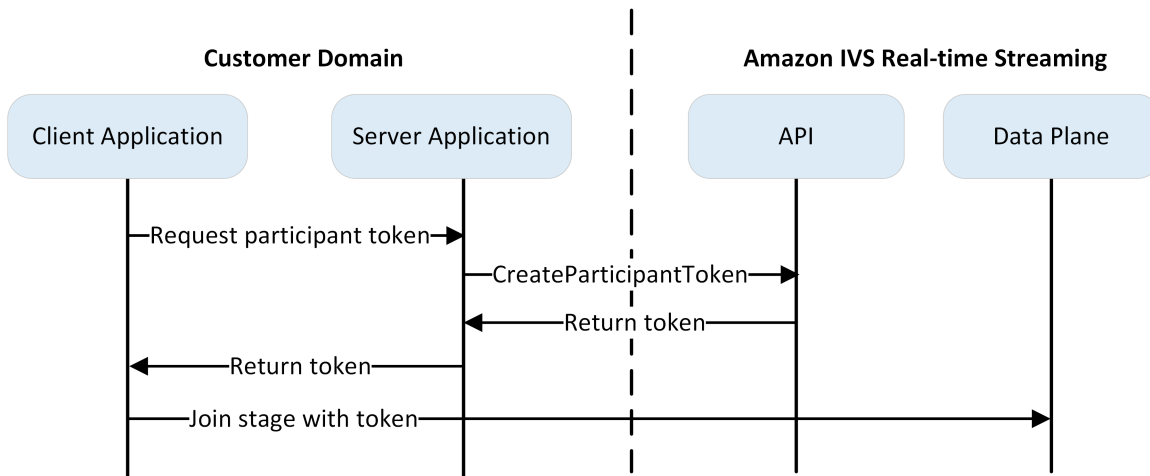 Customer Domain
Amazon IVS Real-time Streaming
Client Application
Server Application
API
Data Plane
Request participant token
CreateParticipantToken
Return token
Return token
Join stage with token